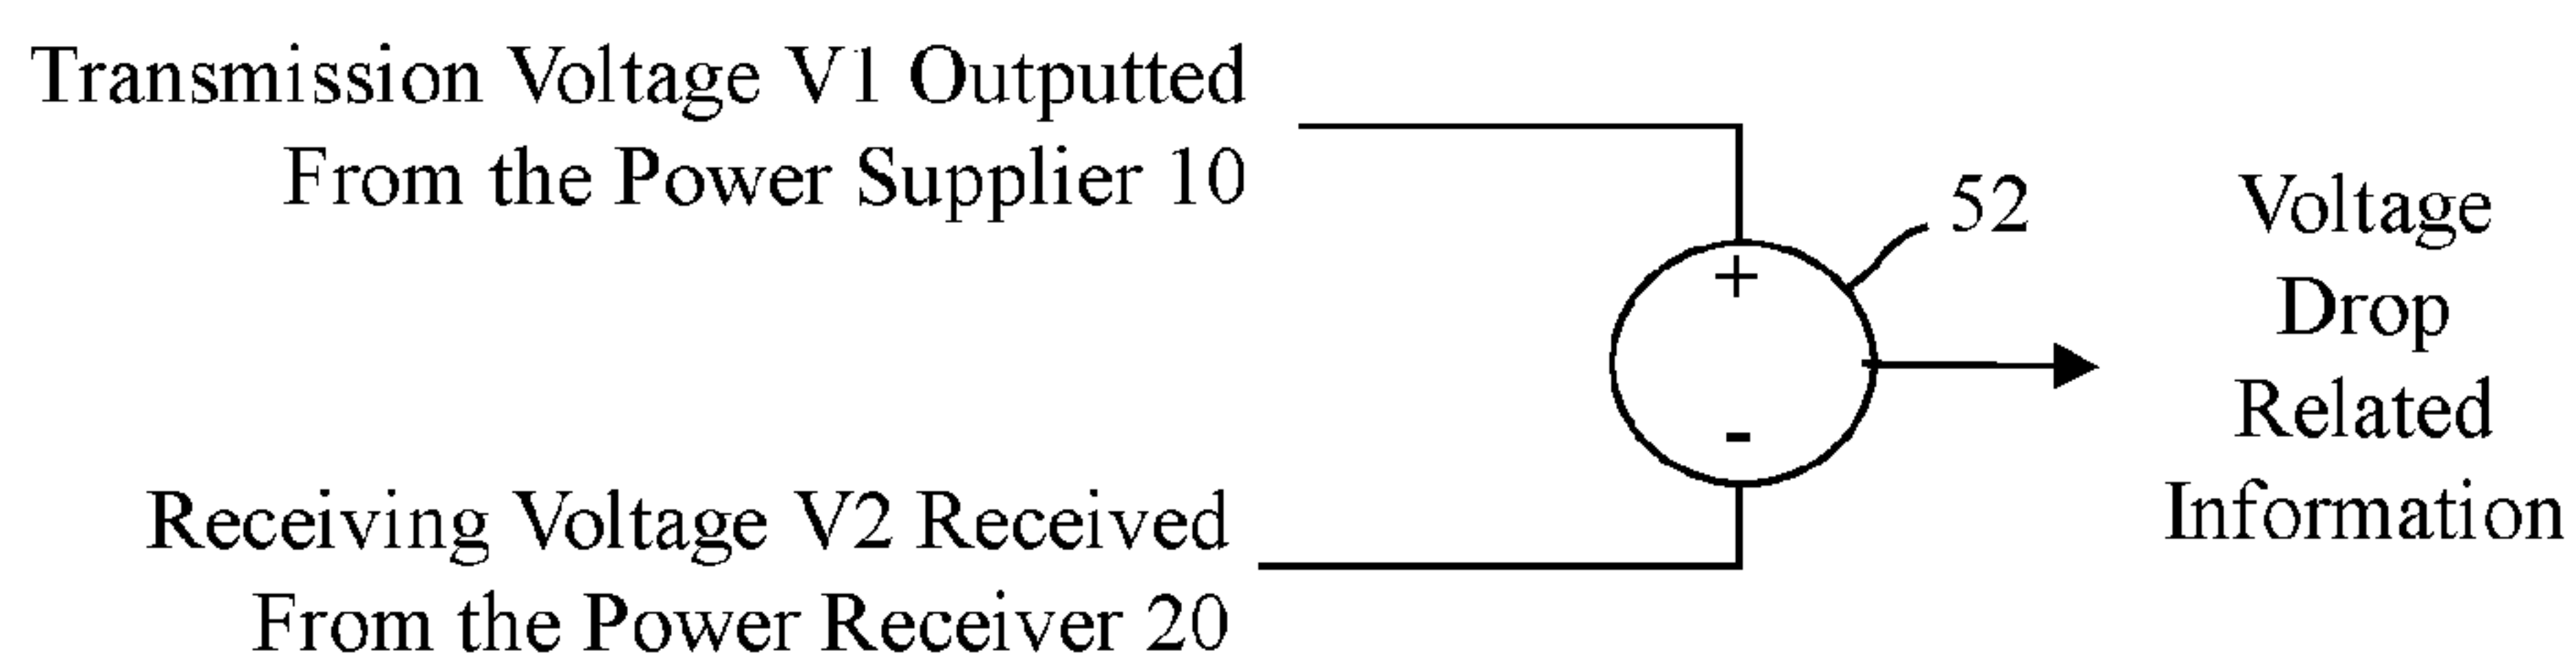 Transmission Voltage V1 Outputted
From the Power Supplier 10
52
+
-
Voltage
Drop
Related
Information
Receiving Voltage V2 Received
From the Power Receiver 20